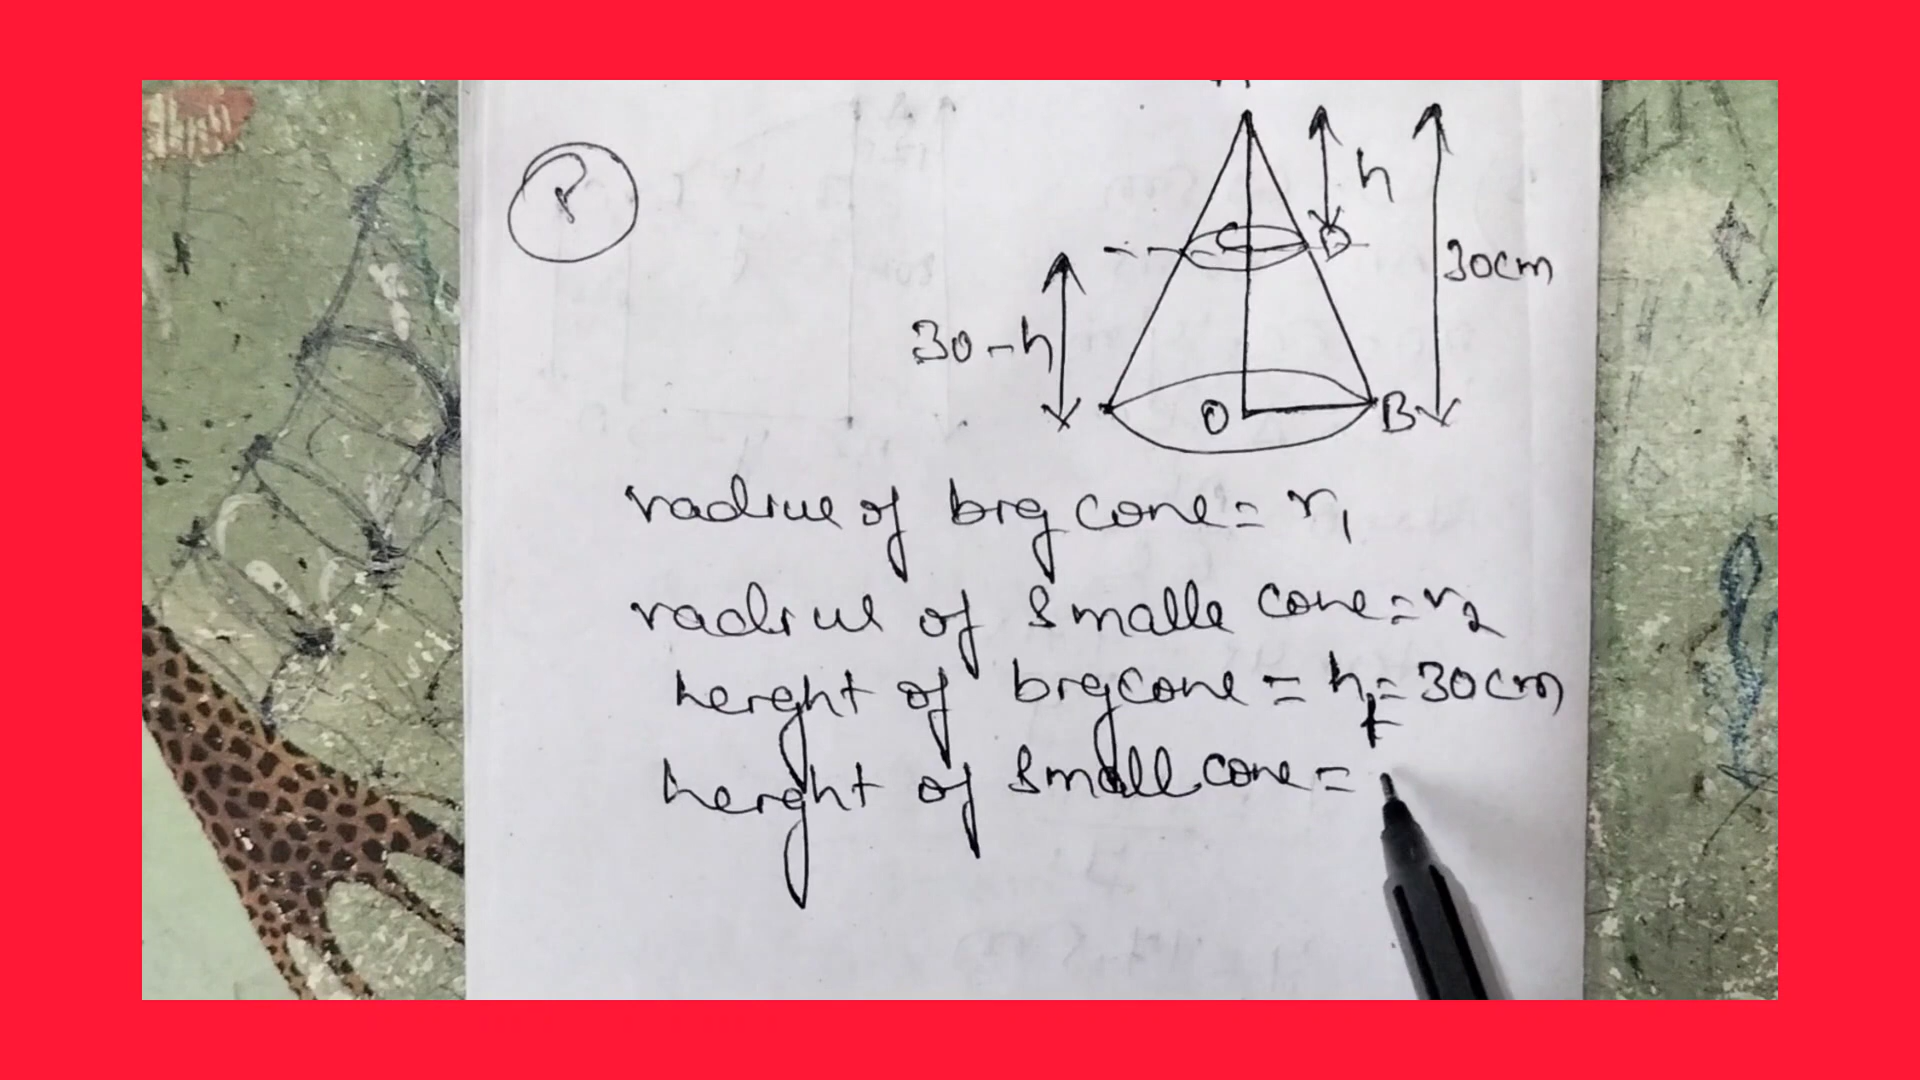 h
30cm
C
D
30-h
O
B
radius of big cone = r1
radius of smalle cone = r2
height of big cone = h1 = 30cm
height of small cone =